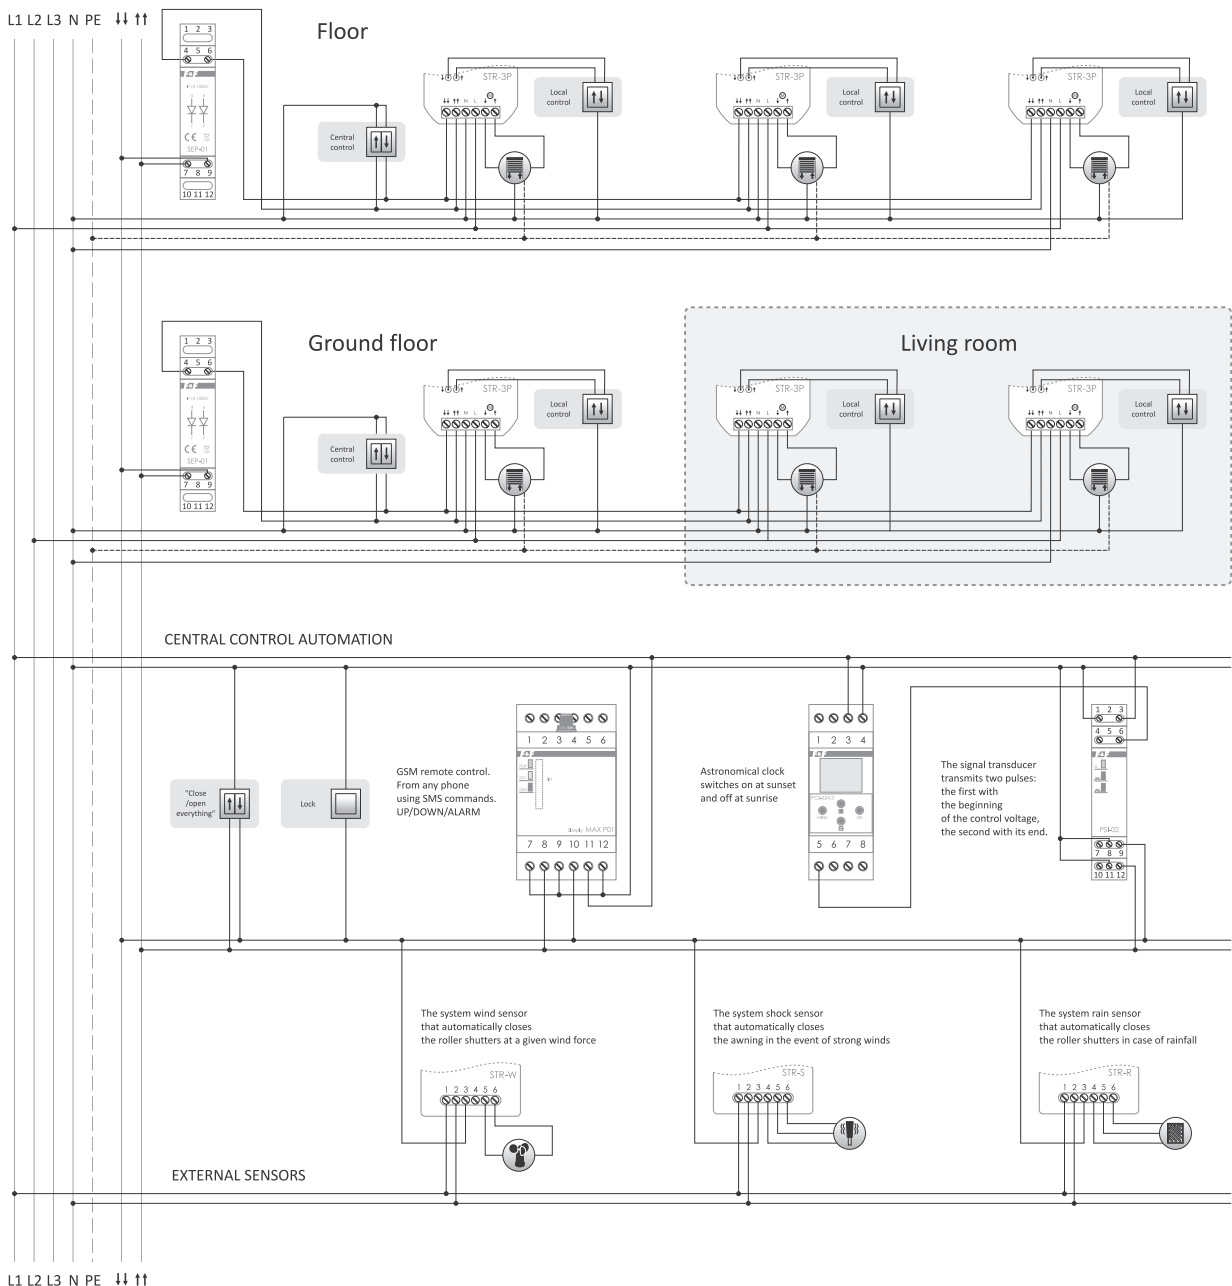 L1 L2 L3 N PE ↓↓ ↑↑
Floor
1 2 3
4 5 6
F&F
CE
SEP-01
7 8 9
10 11 12
Central
control
STR-3P
↓↓ ↑↑ N L ↓ M ↑
Local
control
STR-3P
↓↓ ↑↑ N L ↓ M ↑
Local
control
STR-3P
↓↓ ↑↑ N L ↓ M ↑
Local
control
Ground floor
Living room
1 2 3
4 5 6
F&F
CE
SEP-01
7 8 9
10 11 12
Central
control
STR-3P
↓↓ ↑↑ N L ↓ M ↑
Local
control
STR-3P
↓↓ ↑↑ N L ↓ M ↑
Local
control
STR-3P
↓↓ ↑↑ N L ↓ M ↑
Local
control
CENTRAL CONTROL AUTOMATION
"Close
/open
everything"
Lock
GSM remote control.
From any phone
using SMS commands.
UP/DOWN/ALARM
1 2 3 4 5 6
F&F
simply MAX P01
7 8 9 10 11 12
Astronomical clock
switches on at sunset
and off at sunrise
1 2 3 4
F&F
MENU
OK
5 6 7 8
The signal transducer
transmits two pulses:
the first with
the beginning
of the control voltage,
the second with its end.
1 2 3
4 5 6
F&F
PSI-02
7 8 9
10 11 12
The system wind sensor
that automatically closes
the roller shutters at a given wind force
STR-W
1 2 3 4 5 6
The system shock sensor
that automatically closes
the awning in the event of strong winds
STR-S
1 2 3 4 5 6
The system rain sensor
that automatically closes
the roller shutters in case of rainfall
STR-R
1 2 3 4 5 6
EXTERNAL SENSORS
L1 L2 L3 N PE ↓↓ ↑↑